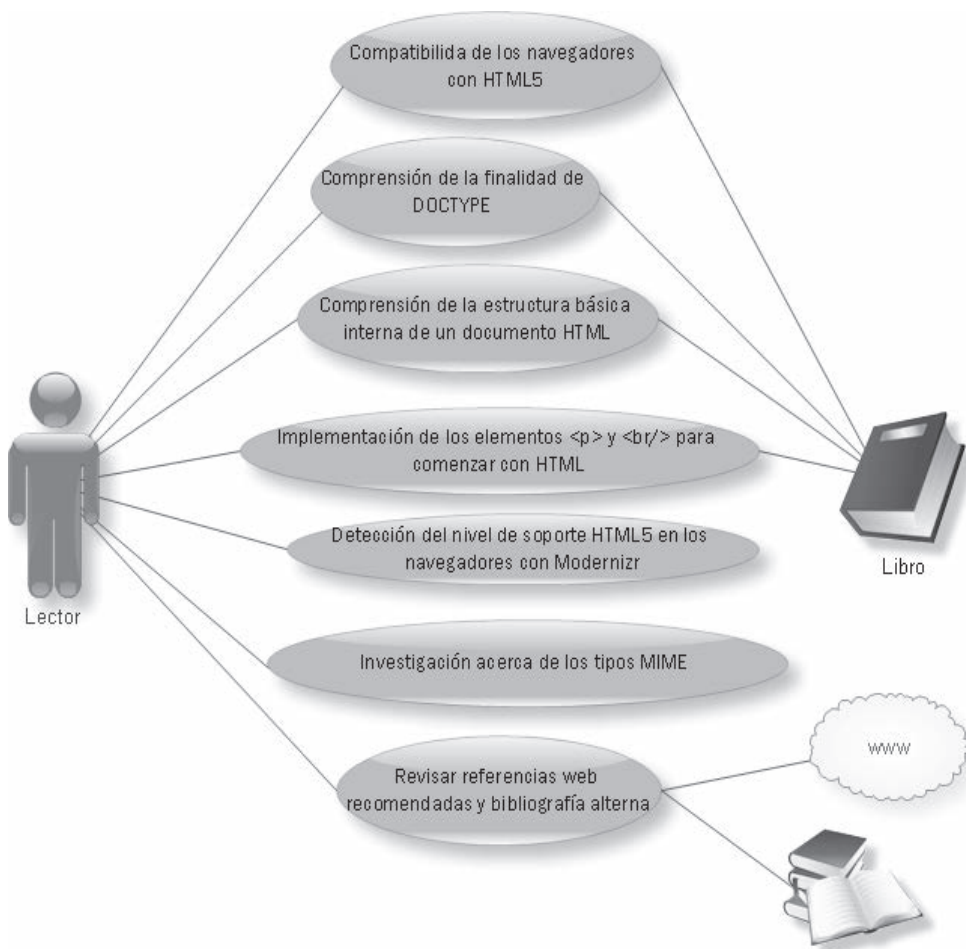 Compatibilida de los navegadores
con HTML5
Comprensión de la finalidad de
DOCTYPE
Comprensión de la estructura básica
interna de un documento HTML
Implementación de los elementos <p> y <br/> para
comenzar con HTML
Detección del nivel de soporte HTML5 en los
navegadores con Modernizr
Libro
Lector
Investigación acerca de los tipos MIME
www
Revisar referencias web
recomendadas y bibliografía alterna